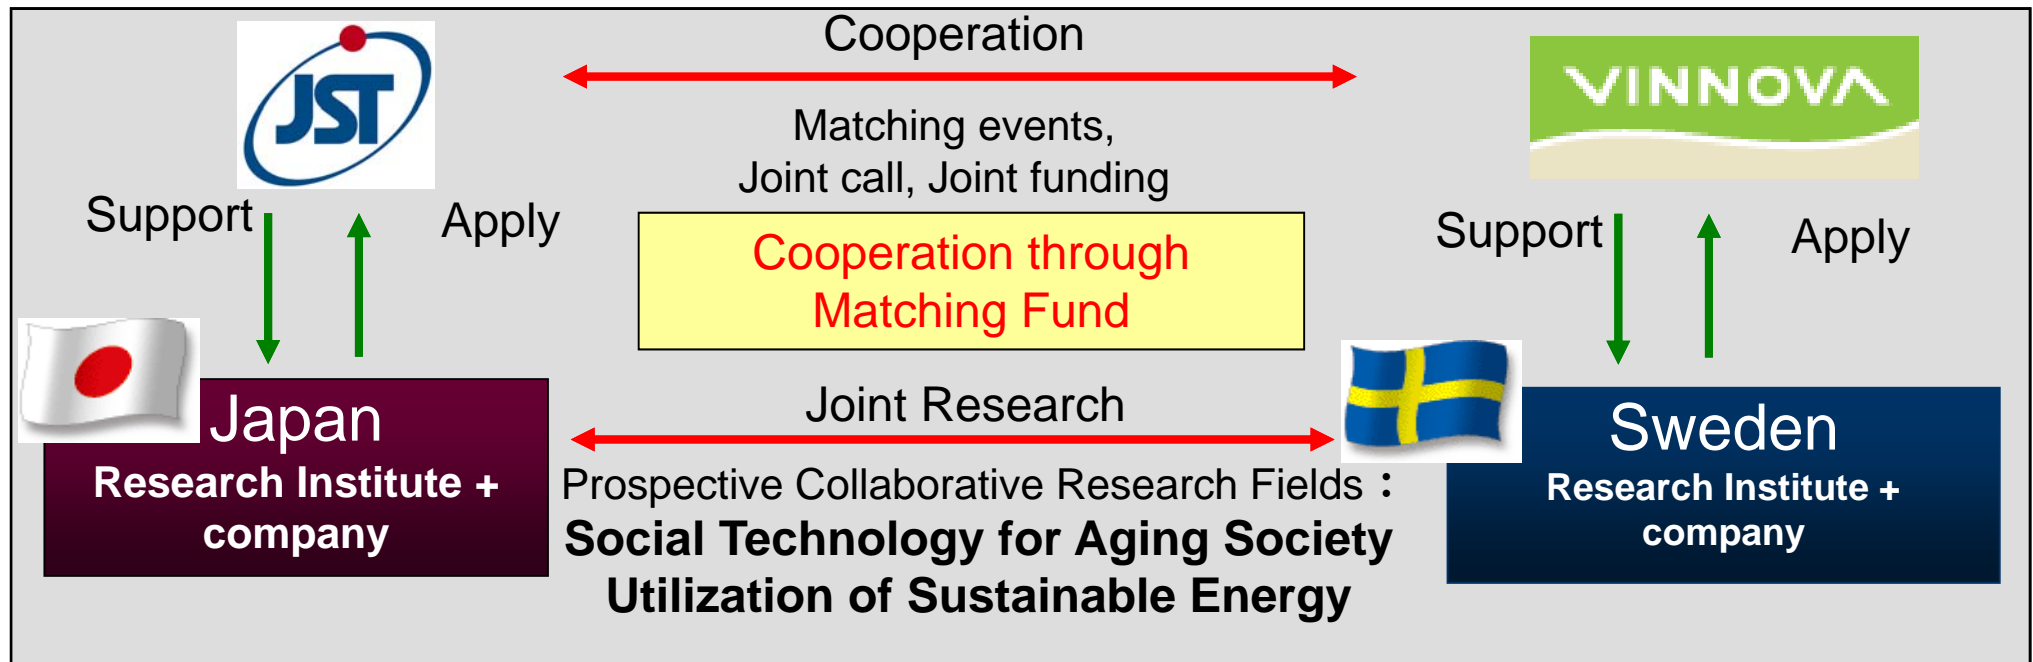 Cooperation
JST
VINNOVA
Matching events,
Joint call, Joint funding
Support
Apply
Support
Apply
Cooperation through
Matching Fund
Japan
Research Institute +
company
Joint Research
Prospective Collaborative Research Fields：
Social Technology for Aging Society
Utilization of Sustainable Energy
Sweden
Research Institute +
company